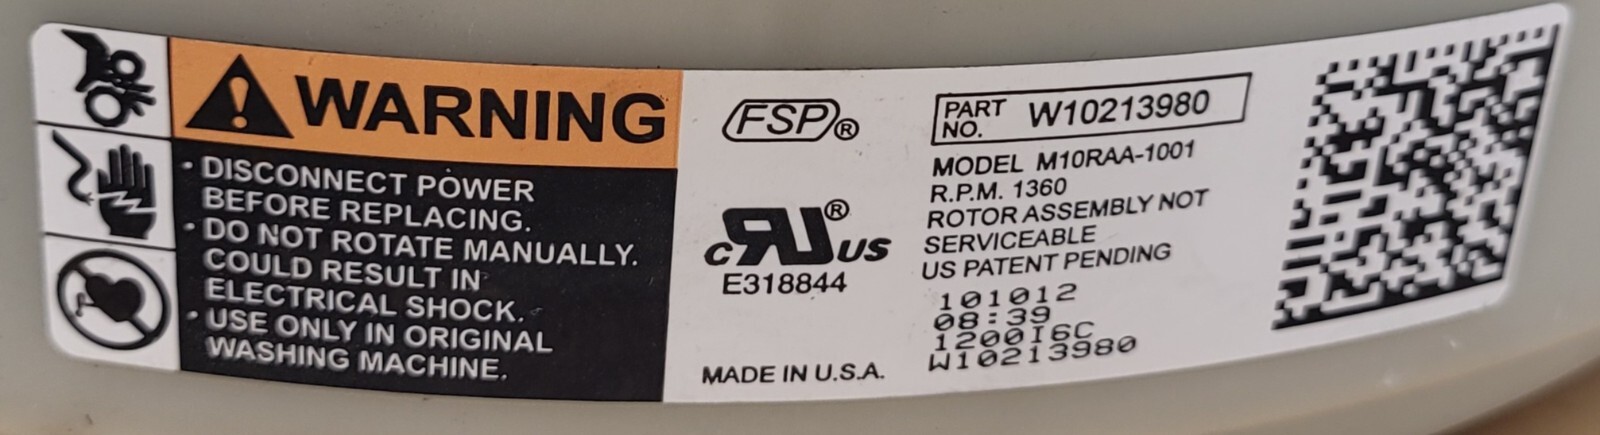 WARNING
• DISCONNECT POWER
BEFORE REPLACING.
• DO NOT ROTATE MANUALLY.
COULD RESULT IN
ELECTRICAL SHOCK.
• USE ONLY IN ORIGINAL
WASHING MACHINE.
FSP®
c RU® US
E318844
MADE IN U.S.A.
PART NO. W10213980
MODEL M10RAA-1001
R.P.M. 1360
ROTOR ASSEMBLY NOT
SERVICEABLE
US PATENT PENDING
101012
08:39
1200I6C
W10213980